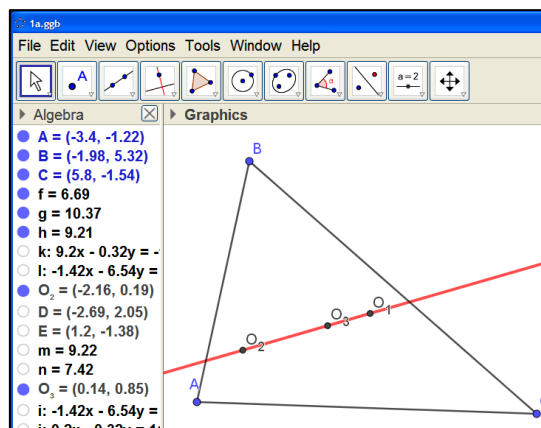 1a.ggb
File Edit View Options Tools Window Help
A
α
a=2
Algebra
Graphics
A = (-3.4, -1.22)
B = (-1.98, 5.32)
C = (5.8, -1.54)
f = 6.69
g = 10.37
h = 9.21
k: 9.2x - 0.32y = -
l: -1.42x - 6.54y =
O₂ = (-2.16, 0.19)
D = (-2.69, 2.05)
E = (1.2, -1.38)
m = 9.22
n = 7.42
O₃ = (0.14, 0.85)
i: -1.42x - 6.54y =
B
O₁
O₃
O₂
A